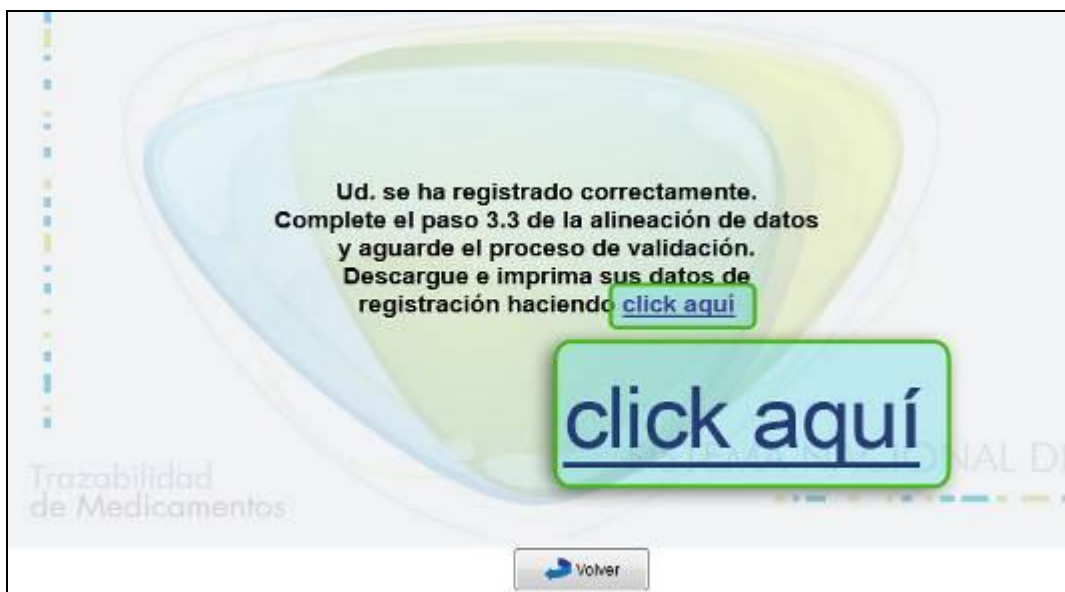 Ud. se ha registrado correctamente.
Complete el paso 3.3 de la alineación de datos
y aguarde el proceso de validación.
Descargue e imprima sus datos de
registración haciendo click aquí
click aquí
Trazabilidad
de Medicamentos
Volver